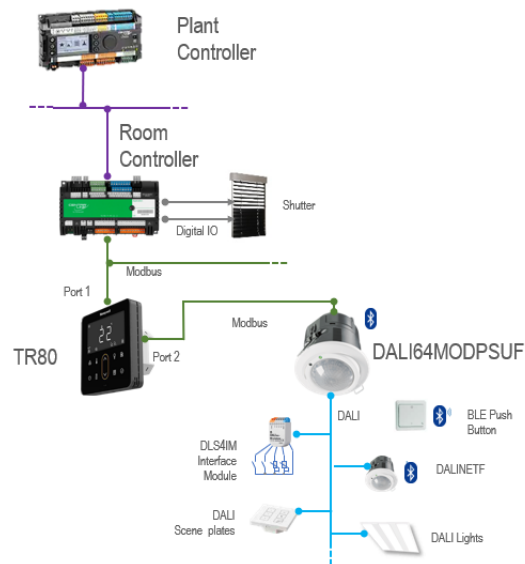 Plant
Controller
Room
Controller
Shutter
Digital IO
Modbus
Port 1
TR80
Port 2
Modbus
DALI64MODPSUF
DALI
BLE Push
Button
DLS4IM
Interface
Module
DALINETF
DALI
Scene plates
DALI Lights